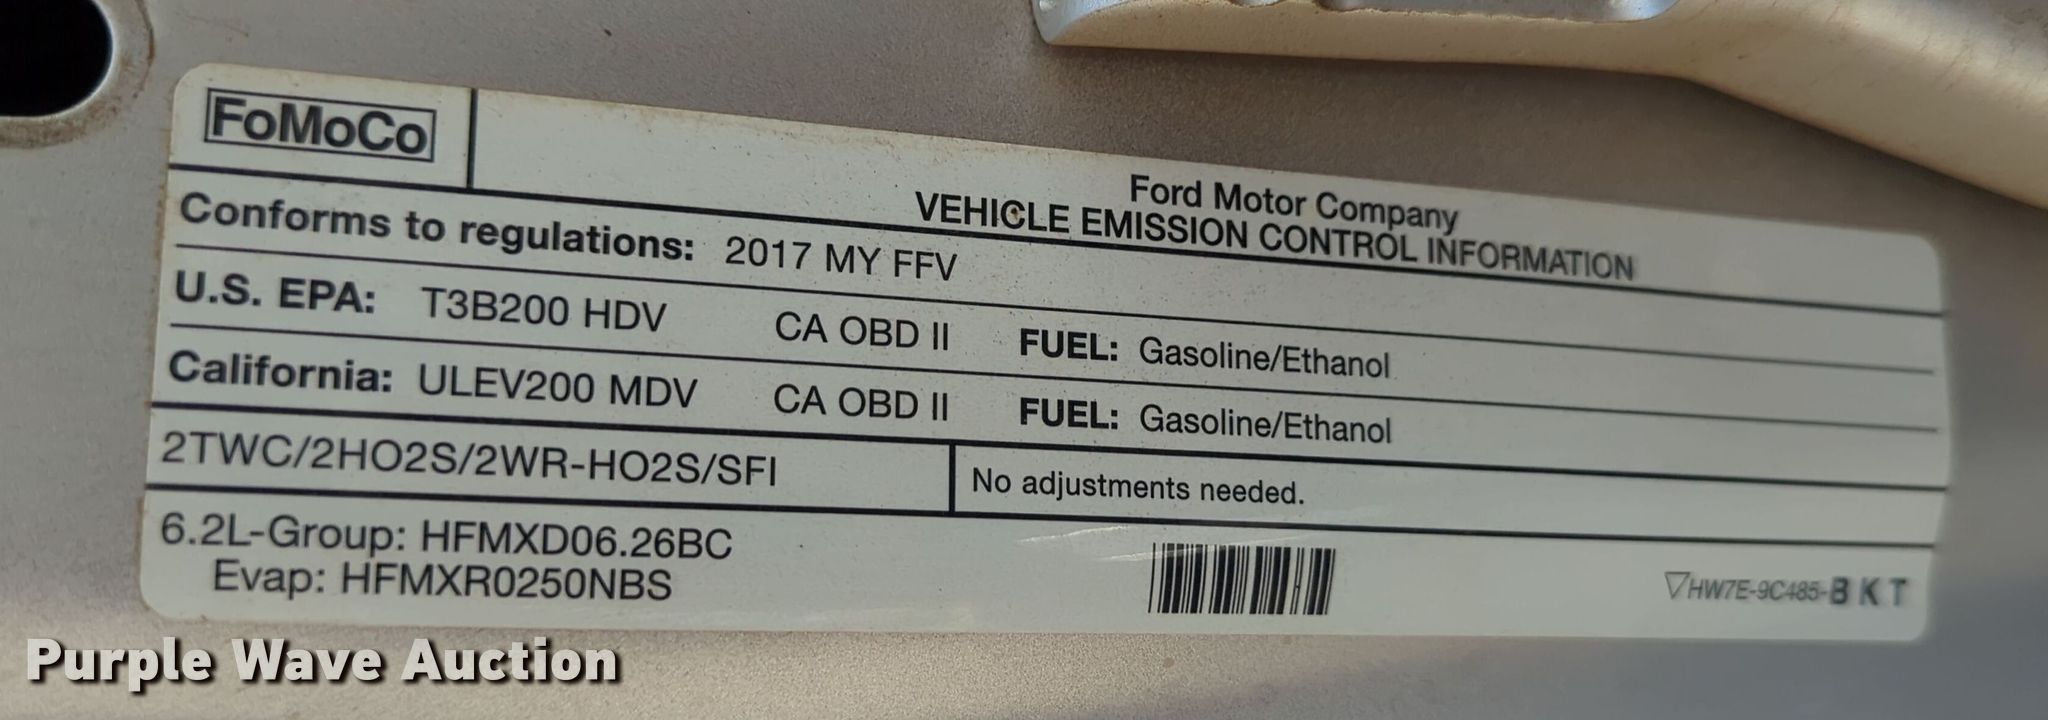 FoMoCo
Ford Motor Company
VEHICLE EMISSION CONTROL INFORMATION
Conforms to regulations: 2017 MY FFV
U.S. EPA: T3B200 HDV CA OBD II FUEL: Gasoline/Ethanol
California: ULEV200 MDV CA OBD II FUEL: Gasoline/Ethanol
2TWC/2HO2S/2WR-HO2S/SFI
No adjustments needed.
6.2L-Group: HFMXD06.26BC
Evap: HFMXR0250NBS
HW7E-9C485-BKT
Purple Wave Auction